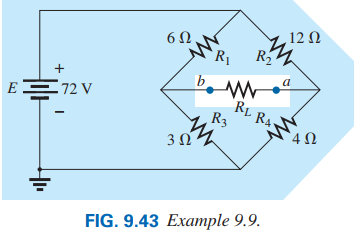 6 Ω
12 Ω
R1
R2
+
b
a
E
72 V
−
RL
R3
R4
3 Ω
4 Ω
FIG. 9.43 Example 9.9.